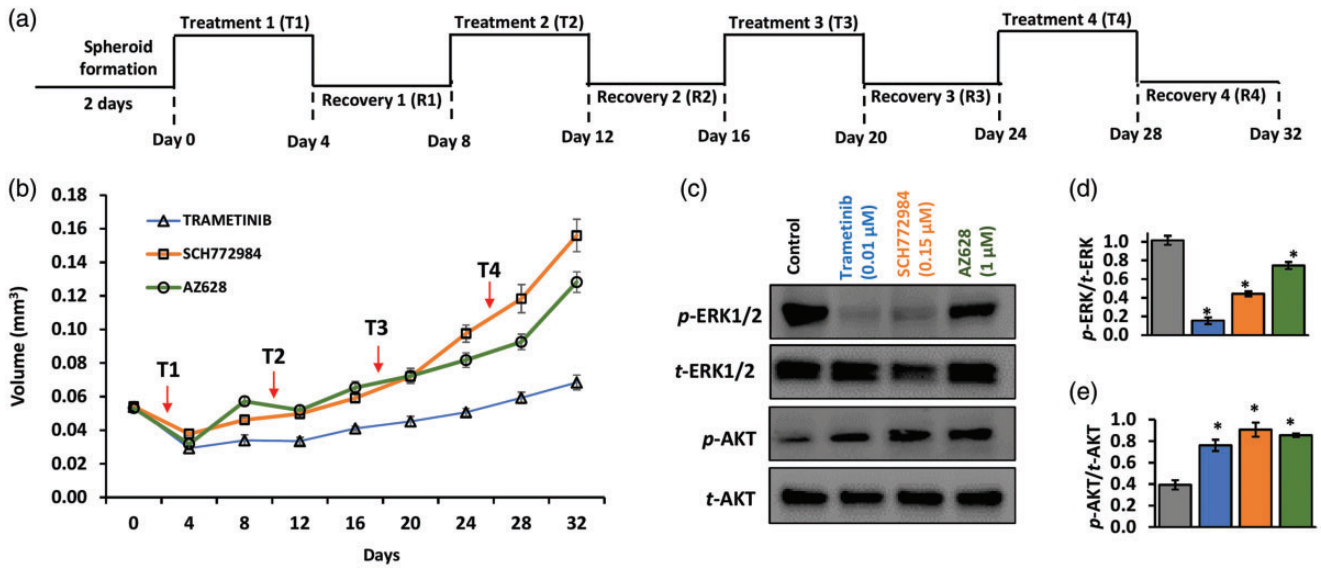 (a)
Treatment 1 (T1)
Treatment 2 (T2)
Treatment 3 (T3)
Treatment 4 (T4)
Spheroid
formation
2 days
Recovery 1 (R1)
Recovery 2 (R2)
Recovery 3 (R3)
Recovery 4 (R4)
Day 0
Day 4
Day 8
Day 12
Day 16
Day 20
Day 24
Day 28
Day 32
(b)
Volume (mm³)
0.18
0.16
0.14
0.12
0.10
0.08
0.06
0.04
0.02
0.00
TRAMETINIB
SCH772984
AZ628
T1
T2
T3
T4
0 4 8 12 16 20 24 28 32
Days
(c)
Control
Trametinib
(0.01 μM)
SCH772984
(0.15 μM)
AZ628
(1 μM)
p-ERK1/2
t-ERK1/2
p-AKT
t-AKT
(d)
p-ERK/t-ERK
1.0
0.8
0.6
0.4
0.2
0.0
*
*
*
(e)
p-AKT/t-AKT
1.0
0.8
0.6
0.4
0.2
0.0
*
*
*